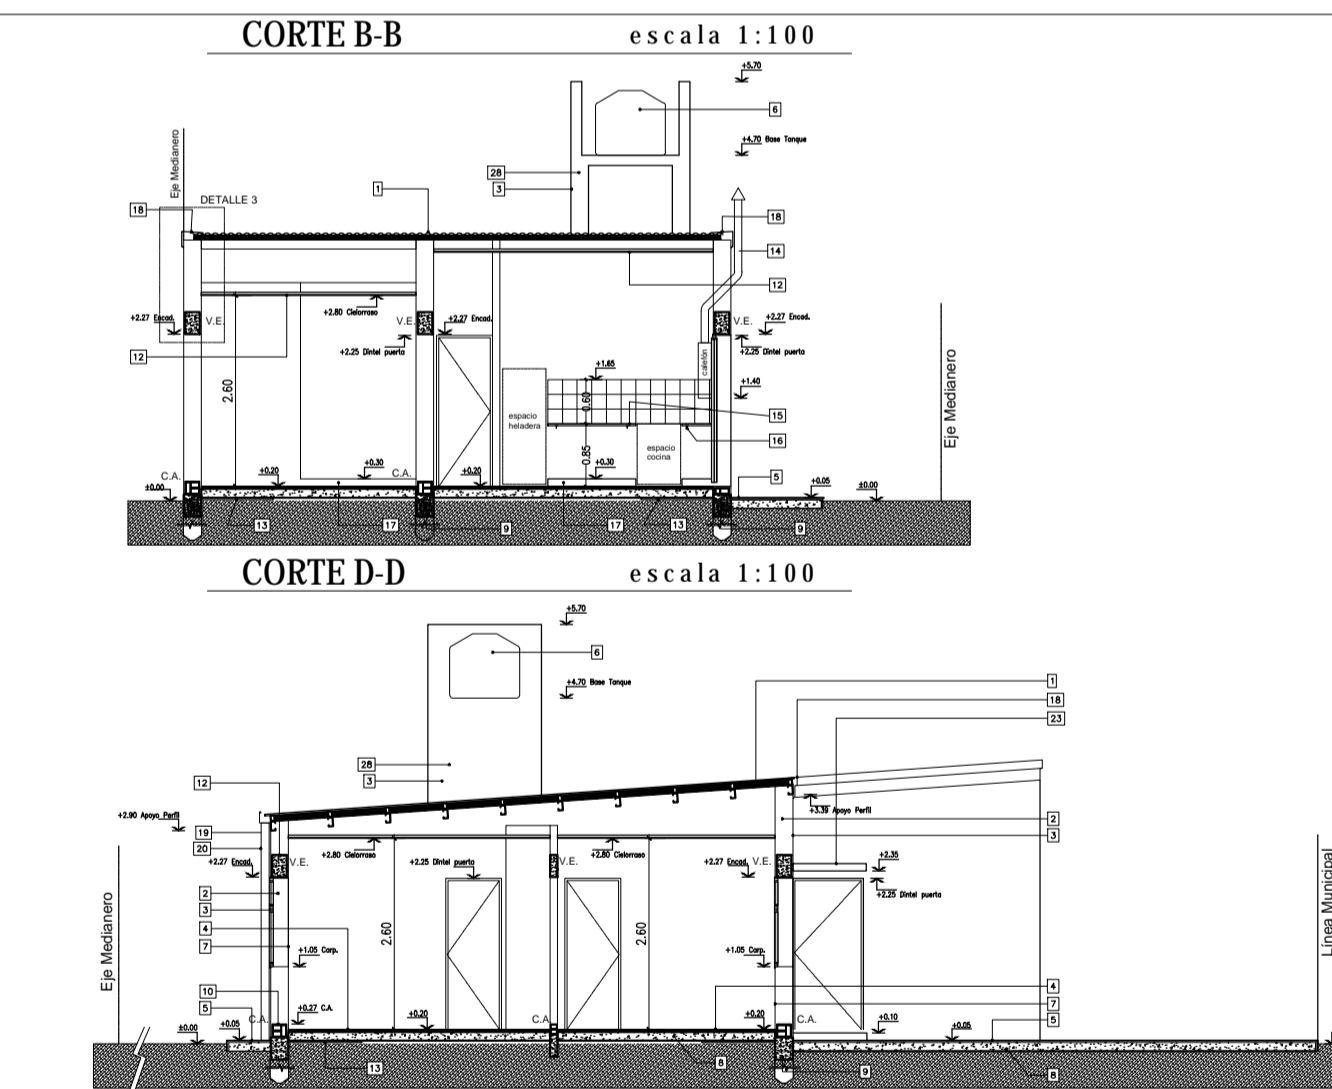 CORTE B-B
escala 1:100
+5.70
6
+4.70 Base Tanque
Eje Medianero
28
1
3
DETALLE 3
18
18
14
12
+2.80 Cielorraso
+2.27 Encad.
V.E.
V.E.
+2.27 Encad.
V.E.
+2.27 Encad.
+2.25 Dintel puerta
+2.25 Dintel puerta
12
calefón
Eje Medianero
+1.65
+1.40
2.60
0.60
espacio
heladera
15
16
espacio
cocina
0.85
C.A.
+0.20
+0.30
C.A.
+0.20
+0.30
5
+0.05
±0.00
±0.00
13
17
9
17
13
9
CORTE D-D
escala 1:100
+5.70
6
+4.70 Base Tanque
1
18
23
28
3
12
+2.90 Apoyo Perfil
+3.39 Apoyo Perfil
2
19
3
20
+2.27 Encad.
V.E.
+2.80 Cielorraso
+2.25 Dintel puerta
V.E.
+2.80 Cielorraso
+2.27 Encad.
V.E.
+2.35
+2.25 Dintel puerta
2
3
4
2.60
2.60
7
+1.05 Carp.
+1.05 Carp.
Eje Medianero
Línea Municipal
10
4
7
5
5
C.A.
+0.27 C.A.
+0.20
C.A.
+0.20
C.A.
+0.10
+0.05
±0.00
+0.05
13
8
9
8